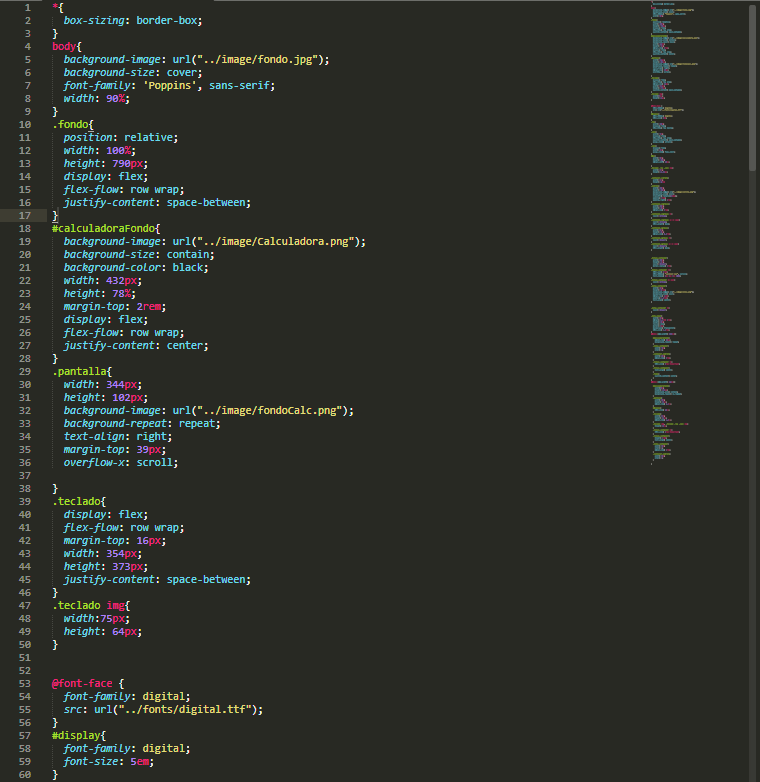 1 *{
2 box-sizing: border-box;
3 }
4 body{
5 background-image: url("../image/fondo.jpg");
6 background-size: cover;
7 font-family: 'Poppins', sans-serif;
8 width: 90%;
9 }
10 .fondo{
11 position: relative;
12 width: 100%;
13 height: 790px;
14 display: flex;
15 flex-flow: row wrap;
16 justify-content: space-between;
17 }
18 #calculadoraFondo{
19 background-image: url("../image/Calculadora.png");
20 background-size: contain;
21 background-color: black;
22 width: 432px;
23 height: 78%;
24 margin-top: 2rem;
25 display: flex;
26 flex-flow: row wrap;
27 justify-content: center;
28 }
29 .pantalla{
30 width: 344px;
31 height: 102px;
32 background-image: url("../image/fondoCalc.png");
33 background-repeat: repeat;
34 text-align: right;
35 margin-top: 39px;
36 overflow-x: scroll;
37
38 }
39 .teclado{
40 display: flex;
41 flex-flow: row wrap;
42 margin-top: 16px;
43 width: 354px;
44 height: 373px;
45 justify-content: space-between;
46 }
47 .teclado img{
48 width:75px;
49 height: 64px;
50 }
51
52
53 @font-face {
54 font-family: digital;
55 src: url("../fonts/digital.ttf");
56 }
57 #display{
58 font-family: digital;
59 font-size: 5em;
60 }